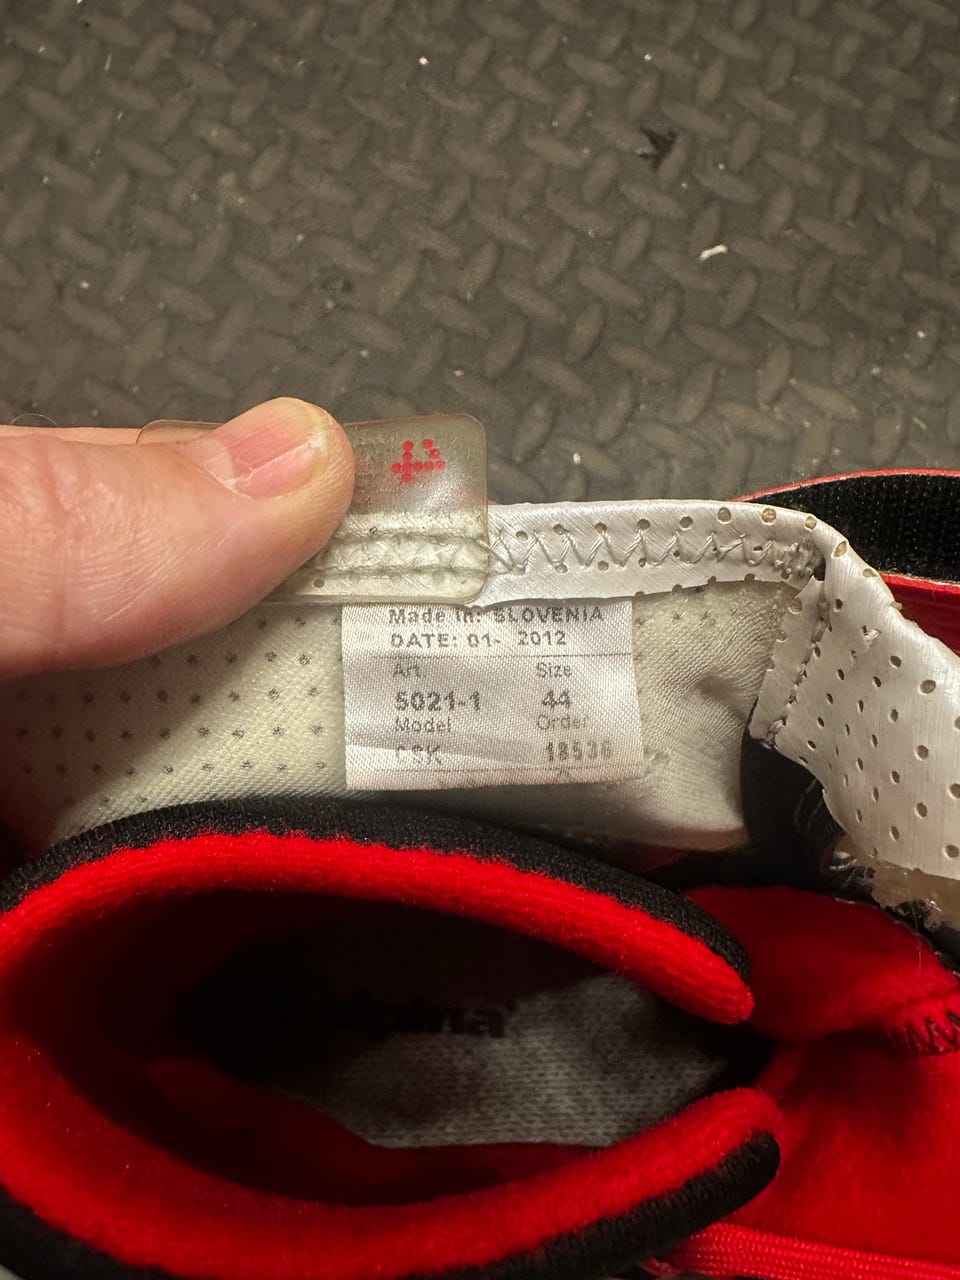 Made in: SLOVENIA
DATE: 01- 2012
Art. Size
5021-1 44
Model Order
18536
alpina